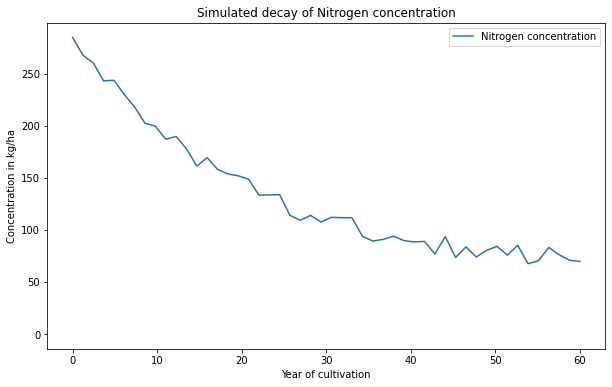 Simulated decay of Nitrogen concentration
Nitrogen concentration
250
200
150
100
50
0
Concentration in kg/ha
0 10 20 30 40 50 60
Year of cultivation